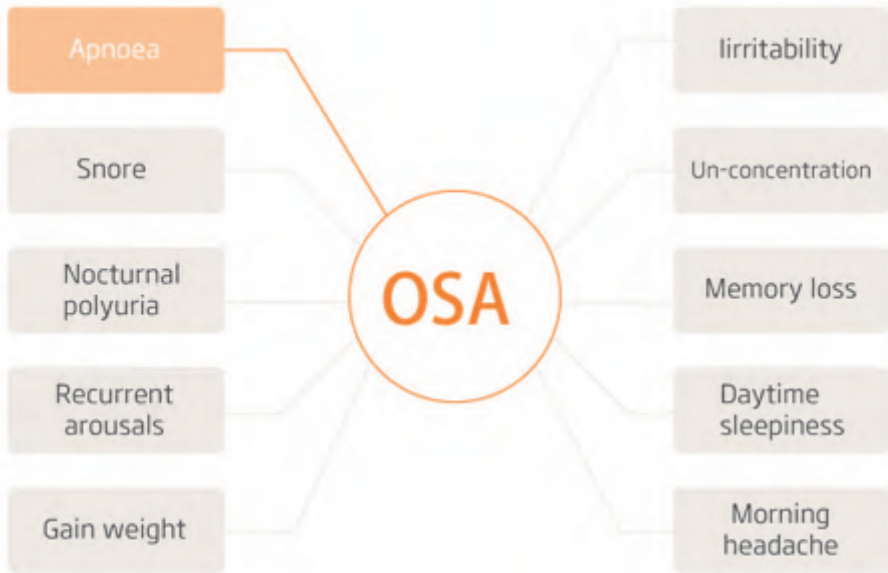 Apnoea
Snore
Nocturnal
polyuria
Recurrent
arousals
Gain weight
OSA
Iirritability
Un-concentration
Memory loss
Daytime
sleepiness
Morning
headache